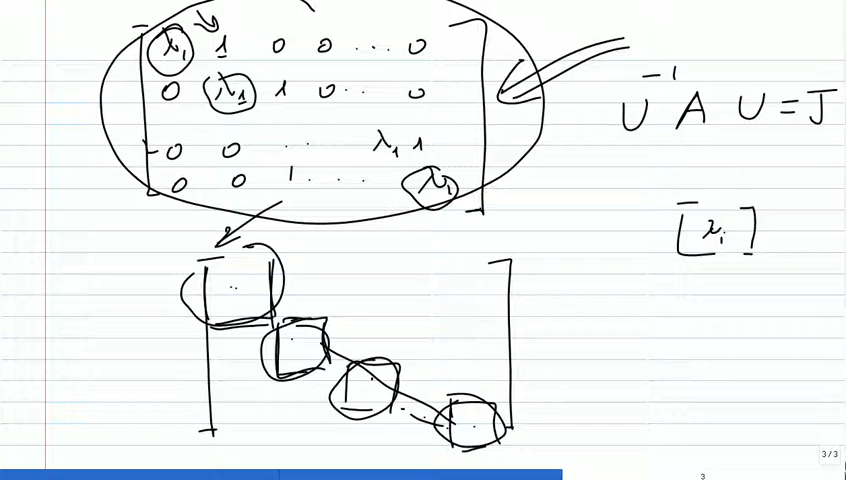 λ₁ 1 0 0 ... 0
0 λ₁ 1 0 .. 0
0 0 .. λ₁ 1
0 0 1 ... λ₁
U⁻¹ A U = J
[λᵢ]
3/3
3